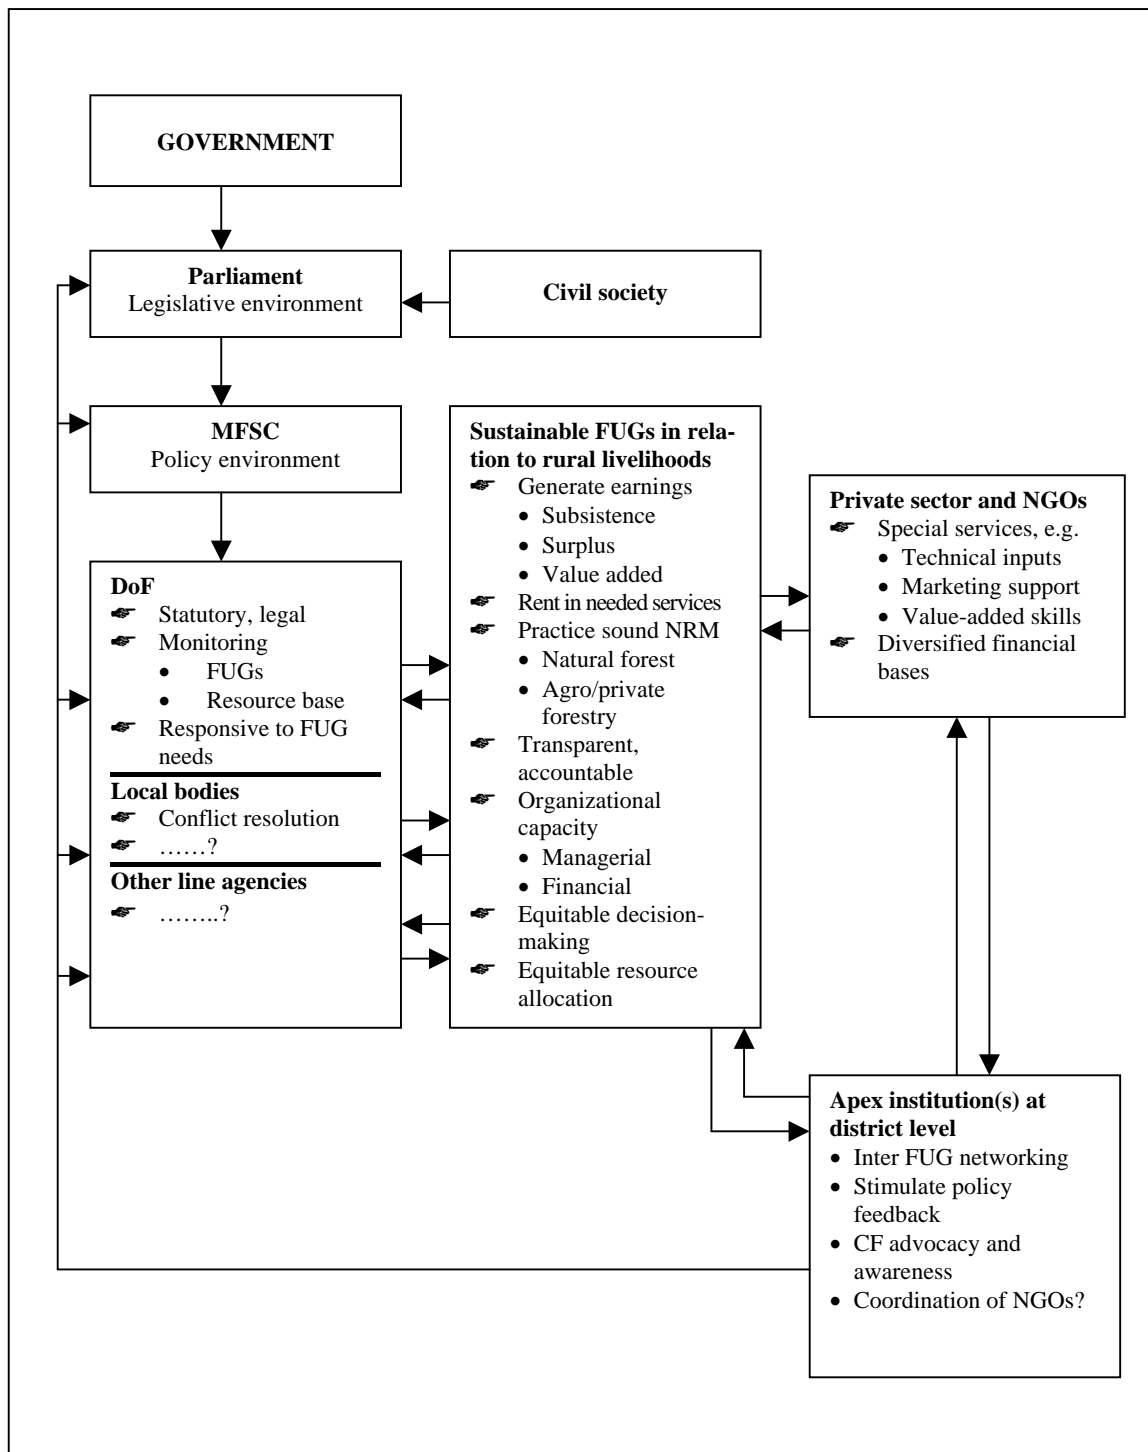 GOVERNMENT
Parliament
Legislative environment
Civil society
MFSC
Policy environment
DoF
☛ Statutory, legal
☛ Monitoring
• FUGs
• Resource base
☛ Responsive to FUG
needs
Local bodies
☛ Conflict resolution
☛ ……?
Other line agencies
☛ ……..?
Sustainable FUGs in rela-
tion to rural livelihoods
☛ Generate earnings
• Subsistence
• Surplus
• Value added
☛ Rent in needed services
☛ Practice sound NRM
• Natural forest
• Agro/private
forestry
☛ Transparent,
accountable
☛ Organizational
capacity
• Managerial
• Financial
☛ Equitable decision-
making
☛ Equitable resource
allocation
Private sector and NGOs
☛ Special services, e.g.
• Technical inputs
• Marketing support
• Value-added skills
☛ Diversified financial
bases
Apex institution(s) at
district level
• Inter FUG networking
• Stimulate policy
feedback
• CF advocacy and
awareness
• Coordination of NGOs?